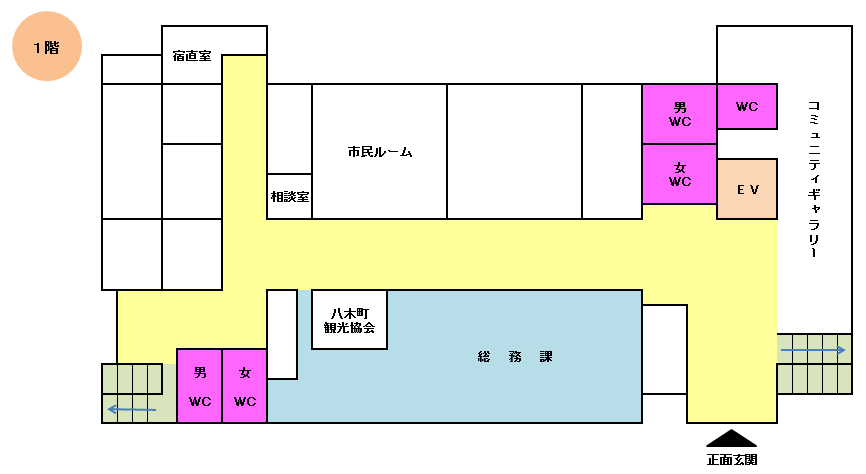 1階
宿直室
男
WC
WC
コミュニティギャラリー
市民ルーム
女
WC
相談室
EV
八木町
観光協会
総務課
男
WC
女
WC
正面玄関